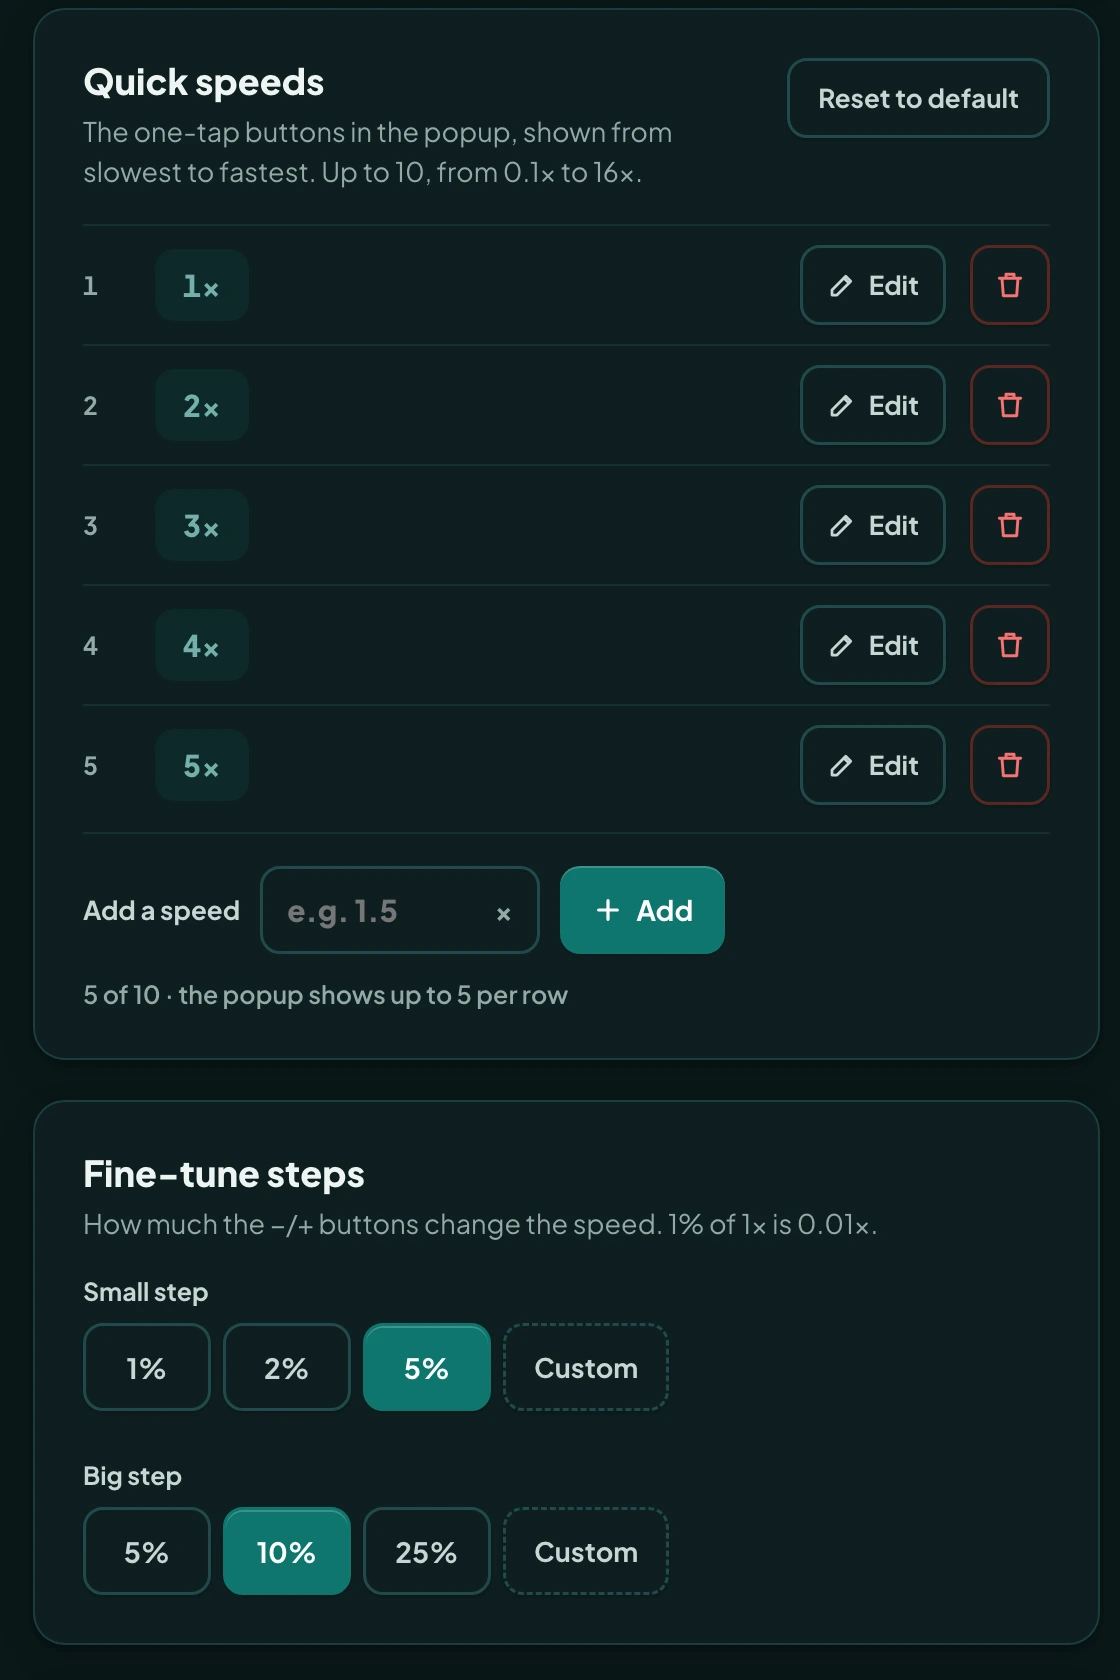 Quick speeds
Reset to default
The one-tap buttons in the popup, shown from
slowest to fastest. Up to 10, from 0.1× to 16×.
1 1× Edit
2 2× Edit
3 3× Edit
4 4× Edit
5 5× Edit
Add a speed e.g. 1.5 × + Add
5 of 10 · the popup shows up to 5 per row
Fine-tune steps
How much the −/+ buttons change the speed. 1% of 1× is 0.01×.
Small step
1% 2% 5% Custom
Big step
5% 10% 25% Custom